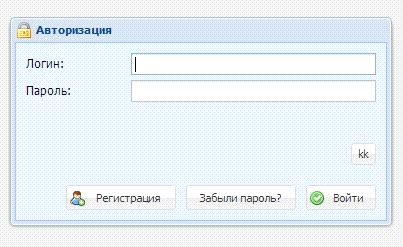 Авторизация
Логин:
Пароль:
kk
Регистрация Забыли пароль? Войти